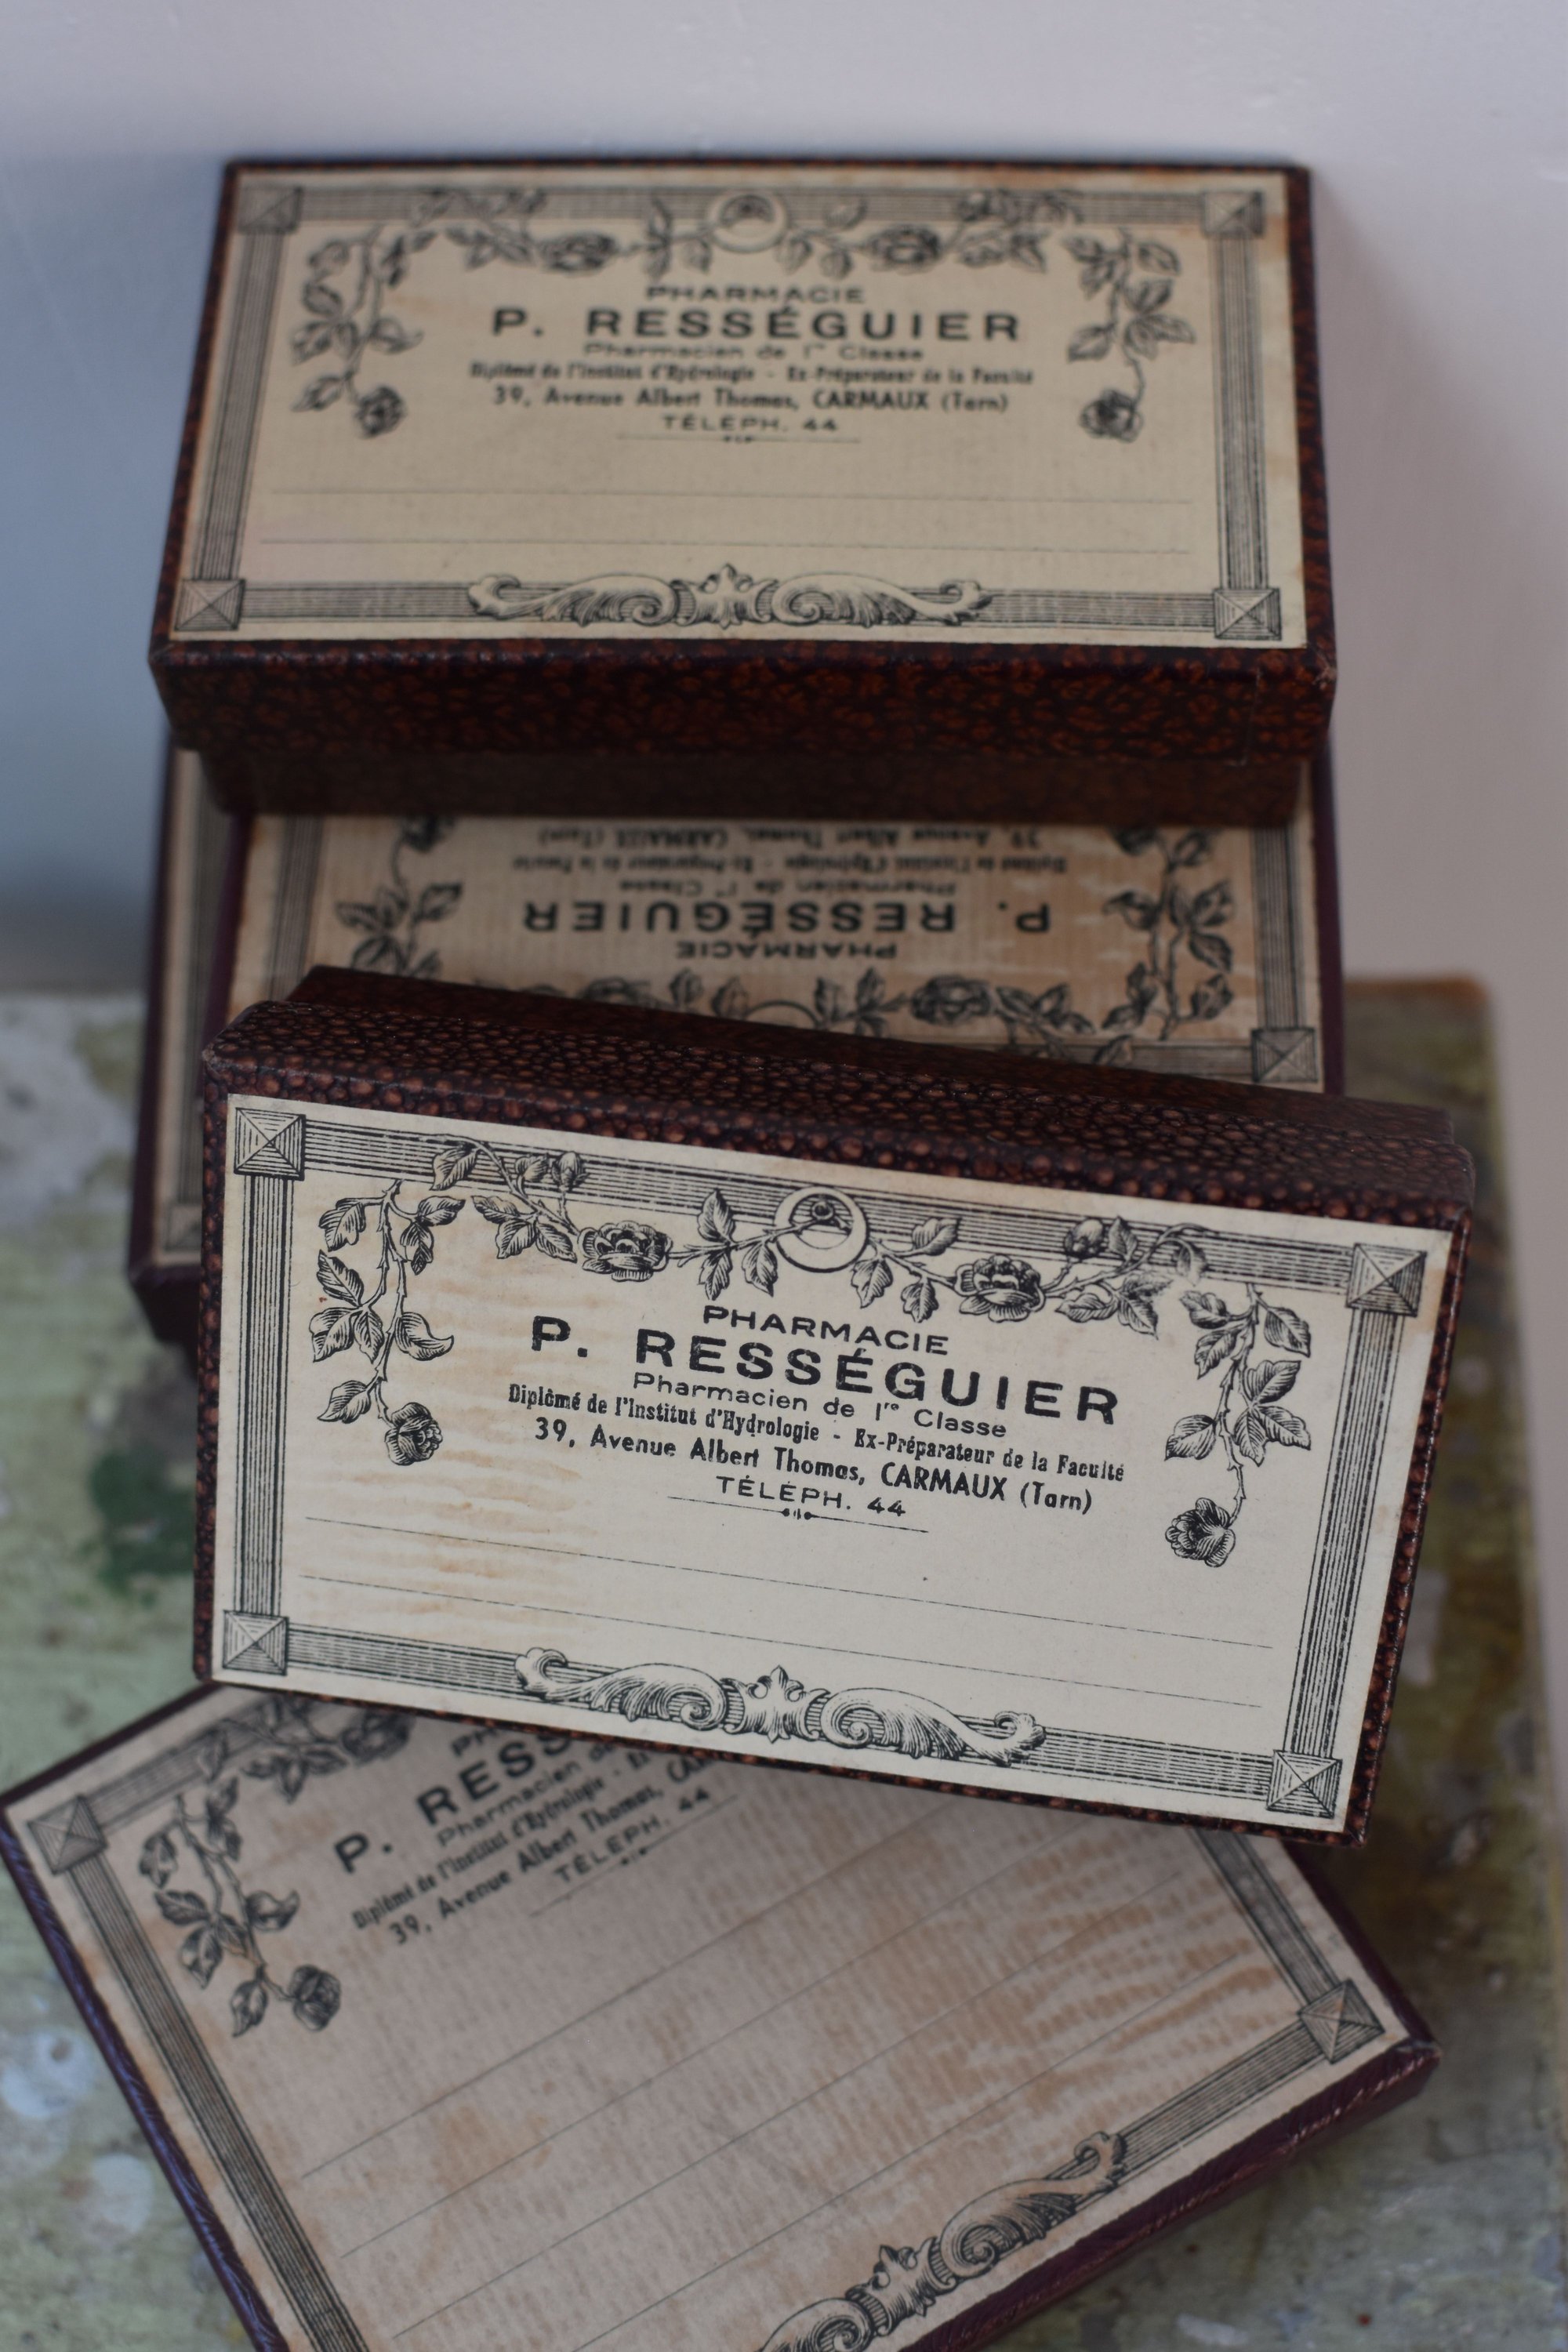 PHARMACIE
P. RESSÉGUIER
Pharmacien de 1re Classe
Diplômé de l'Institut d'Hydrologie - Ex-Préparateur de la Faculté
39, Avenue Albert Thomas, CARMAUX (Tarn)
TÉLÉPH. 44
PHARMACIE
P. RESSÉGUIER
Pharmacien de 1re Classe
Diplômé de l'Institut d'Hydrologie - Ex-Préparateur de la Faculté
39, Avenue Albert Thomas, CARMAUX (Tarn)
PHARMACIE
P. RESSÉGUIER
Pharmacien de 1re Classe
Diplômé de l'Institut d'Hydrologie - Ex-Préparateur de la Faculté
39, Avenue Albert Thomas, CARMAUX (Tarn)
TÉLÉPH. 44
PH
P. RESS
Pharmacien de
Diplômé de l'Institut d'Hydrologie - Ex
39, Avenue Albert Thomas, CA
TÉLÉPH. 44